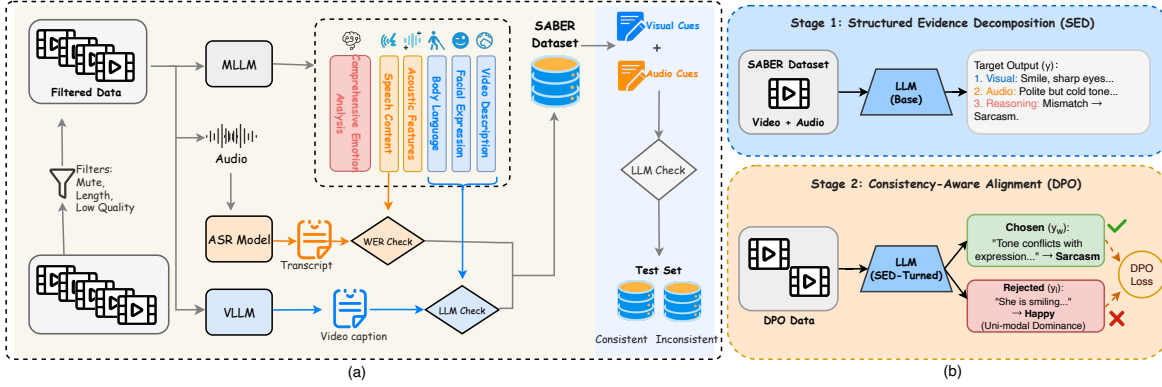 Filtered Data
Filters:
Mute,
Length,
Low Quality
MLLM
Audio
ASR Model
VLLM
Comprehensive Emotion
Analysis
Speech Content
Acoustic Features
Body Language
Facial Expression
Video Description
Transcript
WER Check
Video caption
LLM Check
SABER
Dataset
Visual Cues
+
Audio Cues
LLM Check
Test Set
Consistent Inconsistent
(a)
Stage 1: Structured Evidence Decomposition (SED)
SABER Dataset
Video + Audio
LLM
(Base)
Target Output (y):
1. Visual: Smile, sharp eyes...
2. Audio: Polite but cold tone...
3. Reasoning: Mismatch →
Sarcasm.
Stage 2: Consistency-Aware Alignment (DPO)
DPO Data
LLM
(SED-Turned)
Chosen (yw):
"Tone conflicts with
expression..." → Sarcasm
Rejected (yl):
"She is smiling..."
→ Happy
(Uni-modal Dominance)
DPO
Loss
(b)